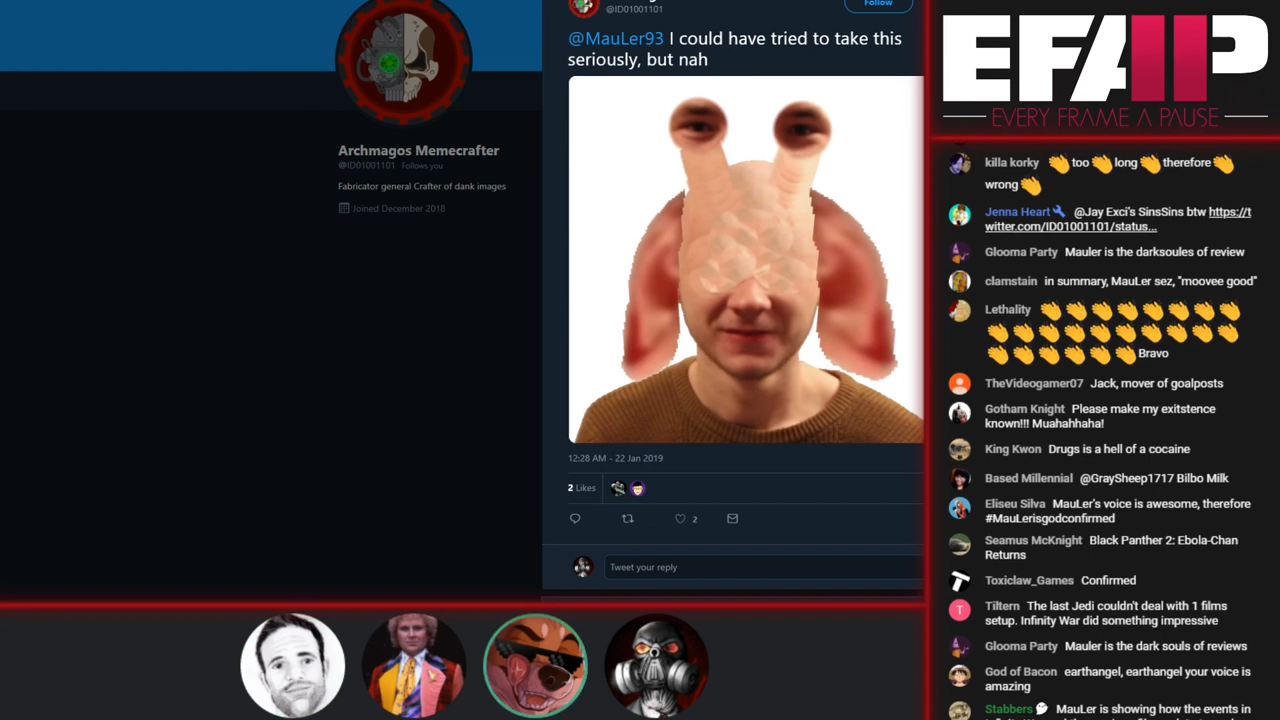 @ID01001101
Follow
@MauLer93 I could have tried to take this
seriously, but nah
Archmagos Memecrafter
@ID01001101 Follows you
Fabricator general Crafter of dank images
Joined December 2018
12:28 AM - 22 Jan 2019
2 Likes
2
Tweet your reply
EFAP
EVERY FRAME A PAUSE
killa korky 👏too👏long👏therefore👏
wrong👏
Jenna Heart @Jay Exci's SinsSins btw https://t
witter.com/ID01001101/status...
Glooma Party Mauler is the darksoules of review
clamstain in summary, MauLer sez, "moovee good"
Lethality 👏👏👏👏👏👏👏👏
👏👏👏👏👏👏👏👏👏👏
👏👏👏👏👏👏Bravo
TheVideogamer07 Jack, mover of goalposts
Gotham Knight Please make my exitstence
known!!! Muahahhaha!
King Kwon Drugs is a hell of a cocaine
Based Millennial @GraySheep1717 Bilbo Milk
Eliseu Silva MauLer's voice is awesome, therefore
#MauLerisgodconfirmed
Seamus McKnight Black Panther 2: Ebola-Chan
Returns
Toxiclaw_Games Confirmed
T
Tiltern The last Jedi couldn't deal with 1 films
setup. Infinity War did something impressive
Glooma Party Mauler is the dark souls of reviews
God of Bacon earthangel, earthangel your voice is
amazing
Stabbers MauLer is showing how the events in